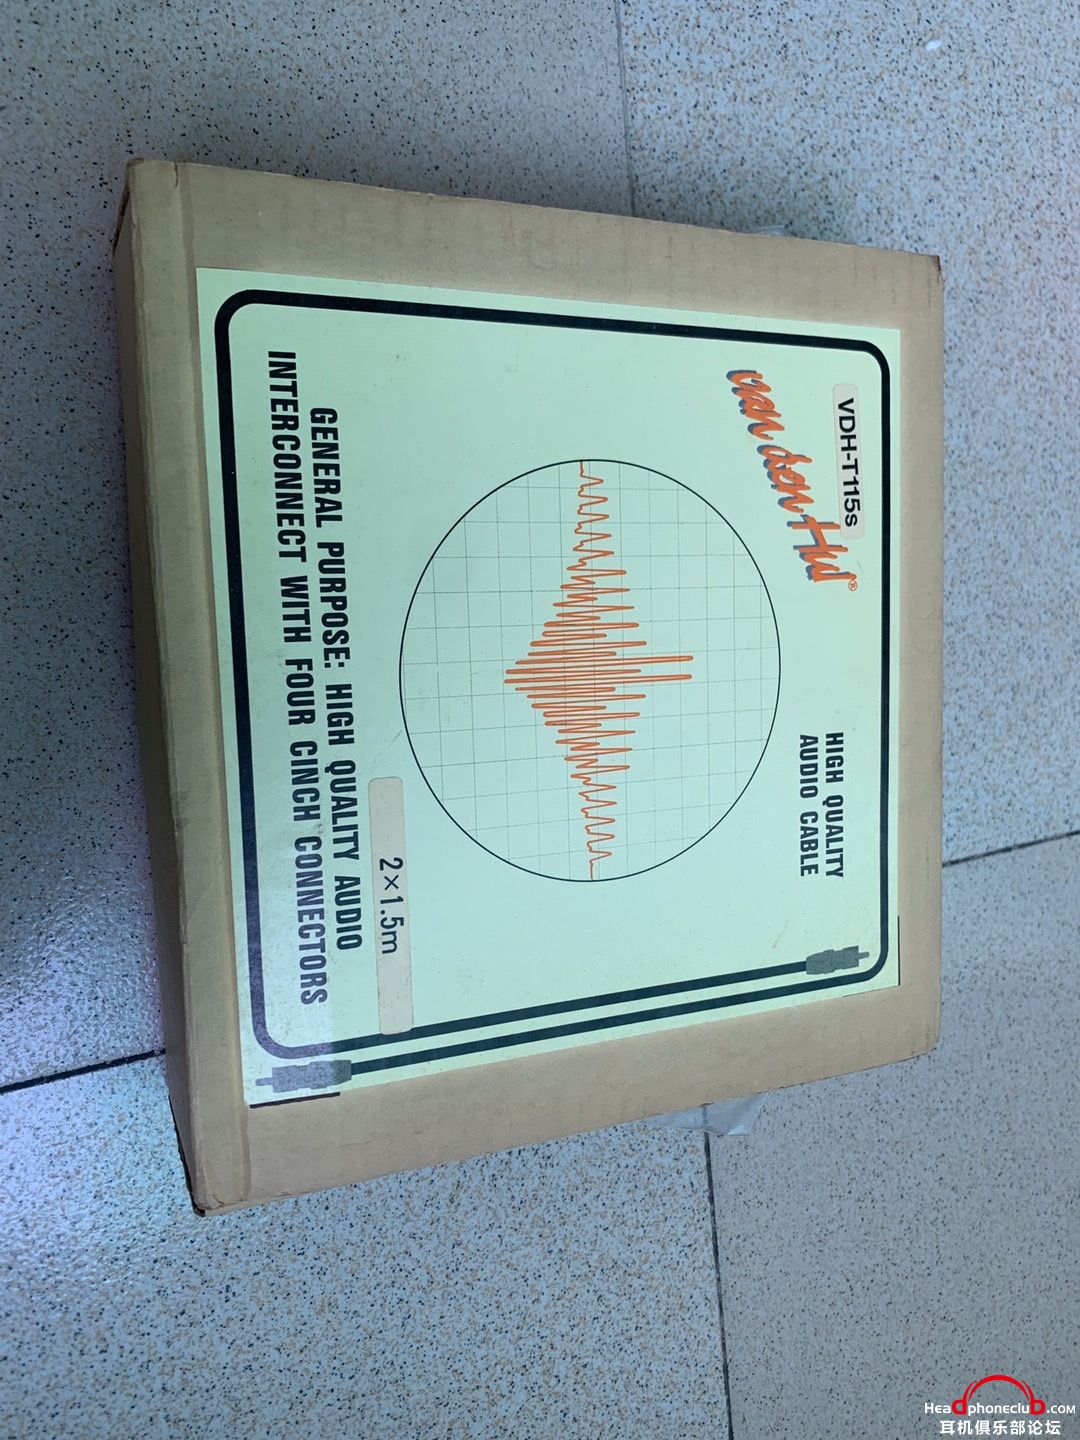 VDH-T115s
van den Hul®
HIGH QUALITY
AUDIO CABLE
2×1.5m
GENERAL PURPOSE: HIGH QUALITY AUDIO
INTERCONNECT WITH FOUR CINCH CONNECTORS
Headphoneclub.com
耳机俱乐部论坛